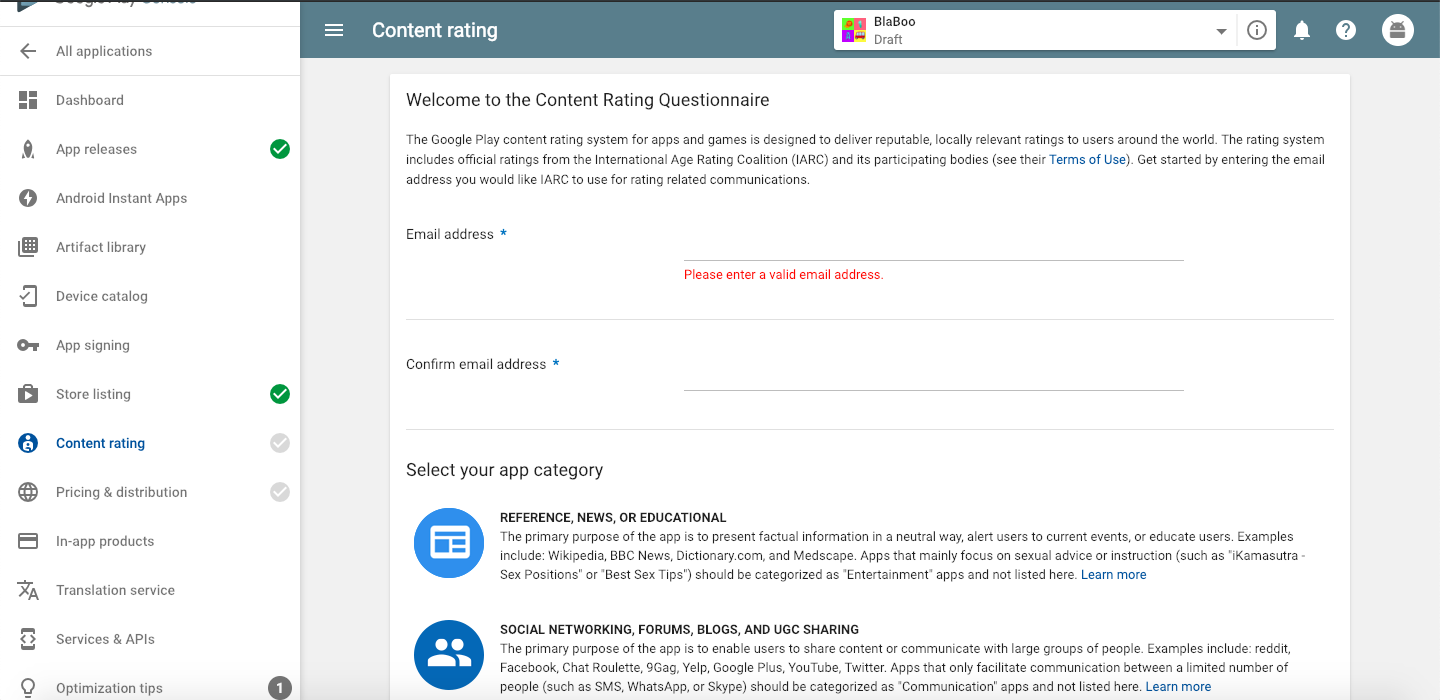 All applications
Dashboard
App releases
Android Instant Apps
Artifact library
Device catalog
App signing
Store listing
Content rating
Pricing & distribution
In-app products
Translation service
Services & APIs
Optimization tips
1
Content rating
BlaBoo
Draft
Welcome to the Content Rating Questionnaire
The Google Play content rating system for apps and games is designed to deliver reputable, locally relevant ratings to users around the world. The rating system
includes official ratings from the International Age Rating Coalition (IARC) and its participating bodies (see their Terms of Use). Get started by entering the email
address you would like IARC to use for rating related communications.
Email address *
Please enter a valid email address.
Confirm email address *
Select your app category
REFERENCE, NEWS, OR EDUCATIONAL
The primary purpose of the app is to present factual information in a neutral way, alert users to current events, or educate users. Examples
include: Wikipedia, BBC News, Dictionary.com, and Medscape. Apps that mainly focus on sexual advice or instruction (such as "iKamasutra -
Sex Positions" or "Best Sex Tips") should be categorized as "Entertainment" apps and not listed here. Learn more
SOCIAL NETWORKING, FORUMS, BLOGS, AND UGC SHARING
The primary purpose of the app is to enable users to share content or communicate with large groups of people. Examples include: reddit,
Facebook, Chat Roulette, 9Gag, Yelp, Google Plus, YouTube, Twitter. Apps that only facilitate communication between a limited number of
people (such as SMS, WhatsApp, or Skype) should be categorized as "Communication" apps and not listed here. Learn more